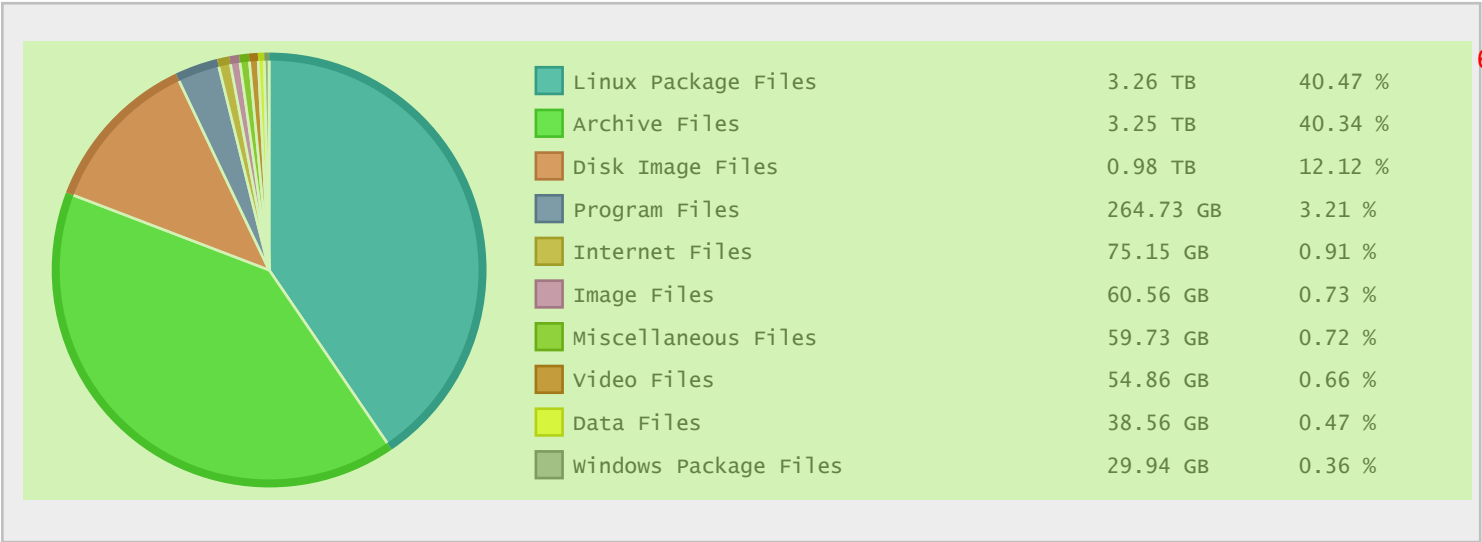 Linux Package Files 3.26 TB 40.47 %
Archive Files 3.25 TB 40.34 %
Disk Image Files 0.98 TB 12.12 %
Program Files 264.73 GB 3.21 %
Internet Files 75.15 GB 0.91 %
Image Files 60.56 GB 0.73 %
Miscellaneous Files 59.73 GB 0.72 %
Video Files 54.86 GB 0.66 %
Data Files 38.56 GB 0.47 %
Windows Package Files 29.94 GB 0.36 %